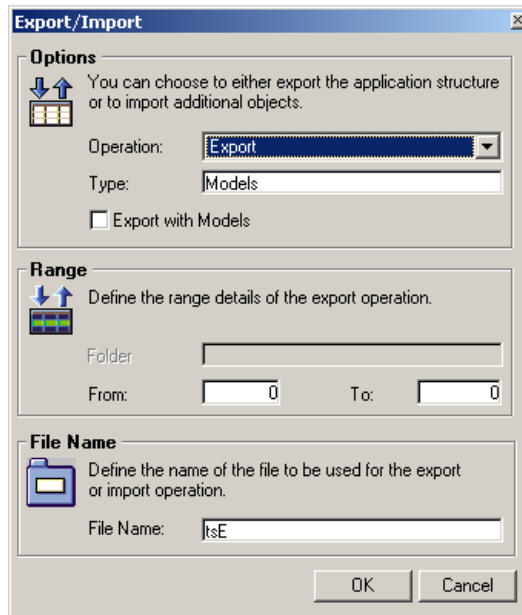 Export/Import
Options
You can choose to either export the application structure
or to import additional objects.
Operation: Export
Type: Models
Export with Models
Range
Define the range details of the export operation.
Folder
From: 0 To: 0
File Name
Define the name of the file to be used for the export
or import operation.
File Name: tsE
OK Cancel